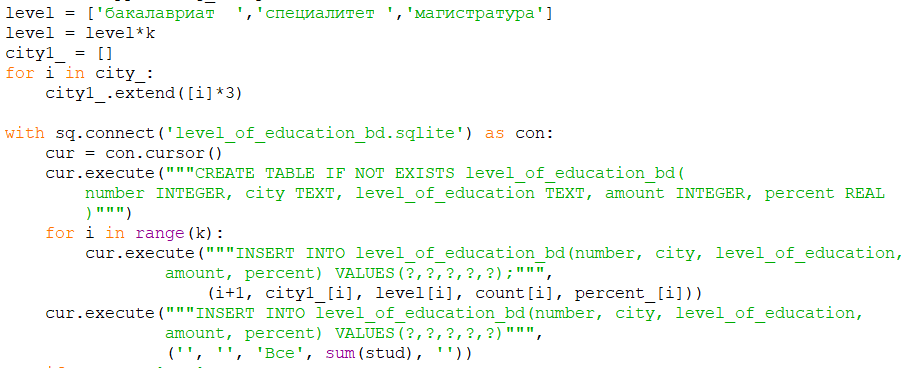 level = ['бакалавриат  ','специалитет ','магистратура']
level = level*k
city1_ = []
for i in city_:
    city1_.extend([i]*3)

with sq.connect('level_of_education_bd.sqlite') as con:
    cur = con.cursor()
    cur.execute("""CREATE TABLE IF NOT EXISTS level_of_education_bd(
        number INTEGER, city TEXT, level_of_education TEXT, amount INTEGER, percent REAL
        )""")
    for i in range(k):
        cur.execute("""INSERT INTO level_of_education_bd(number, city, level_of_education,
                amount, percent) VALUES(?,?,?,?,?);""",
                    (i+1, city1_[i], level[i], count[i], percent_[i]))
    cur.execute("""INSERT INTO level_of_education_bd(number, city, level_of_education,
                amount, percent) VALUES(?,?,?,?,?)""",
                ('', '', 'Все', sum(stud), ''))